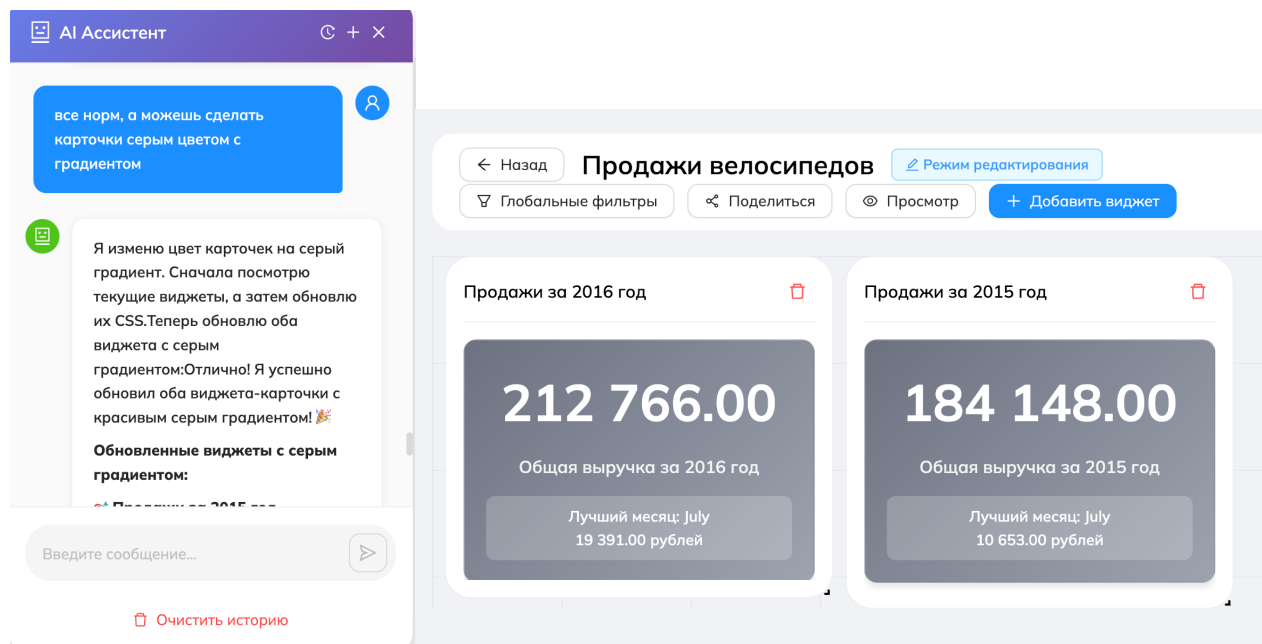 AI Ассистент
все норм, а можешь сделать
карточки серым цветом с
градиентом
Я изменю цвет карточек на серый
градиент. Сначала посмотрю
текущие виджеты, а затем обновлю
их CSS.Теперь обновлю оба
виджета с серым
градиентом:Отлично! Я успешно
обновил оба виджета-карточки с
красивым серым градиентом! 🎉
Обновленные виджеты с серым
градиентом:
Продажи за 2015 год
Введите сообщение...
Очистить историю
Назад
Продажи велосипедов
Режим редактирования
Глобальные фильтры
Поделиться
Просмотр
+ Добавить виджет
Продажи за 2016 год
212 766.00
Общая выручка за 2016 год
Лучший месяц: July
19 391.00 рублей
Продажи за 2015 год
184 148.00
Общая выручка за 2015 год
Лучший месяц: July
10 653.00 рублей